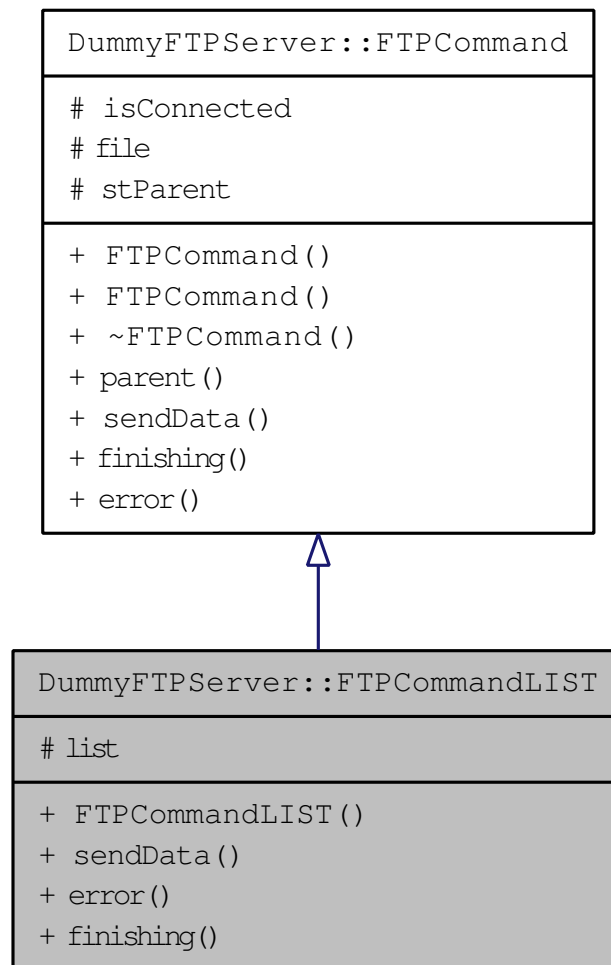 DummyFTPServer::FTPCommand
# isConnected
# file
# stParent
+ FTPCommand()
+ FTPCommand()
+ ~FTPCommand()
+ parent()
+ sendData()
+ finishing()
+ error()
DummyFTPServer::FTPCommandLIST
# list
+ FTPCommandLIST()
+ sendData()
+ error()
+ finishing()